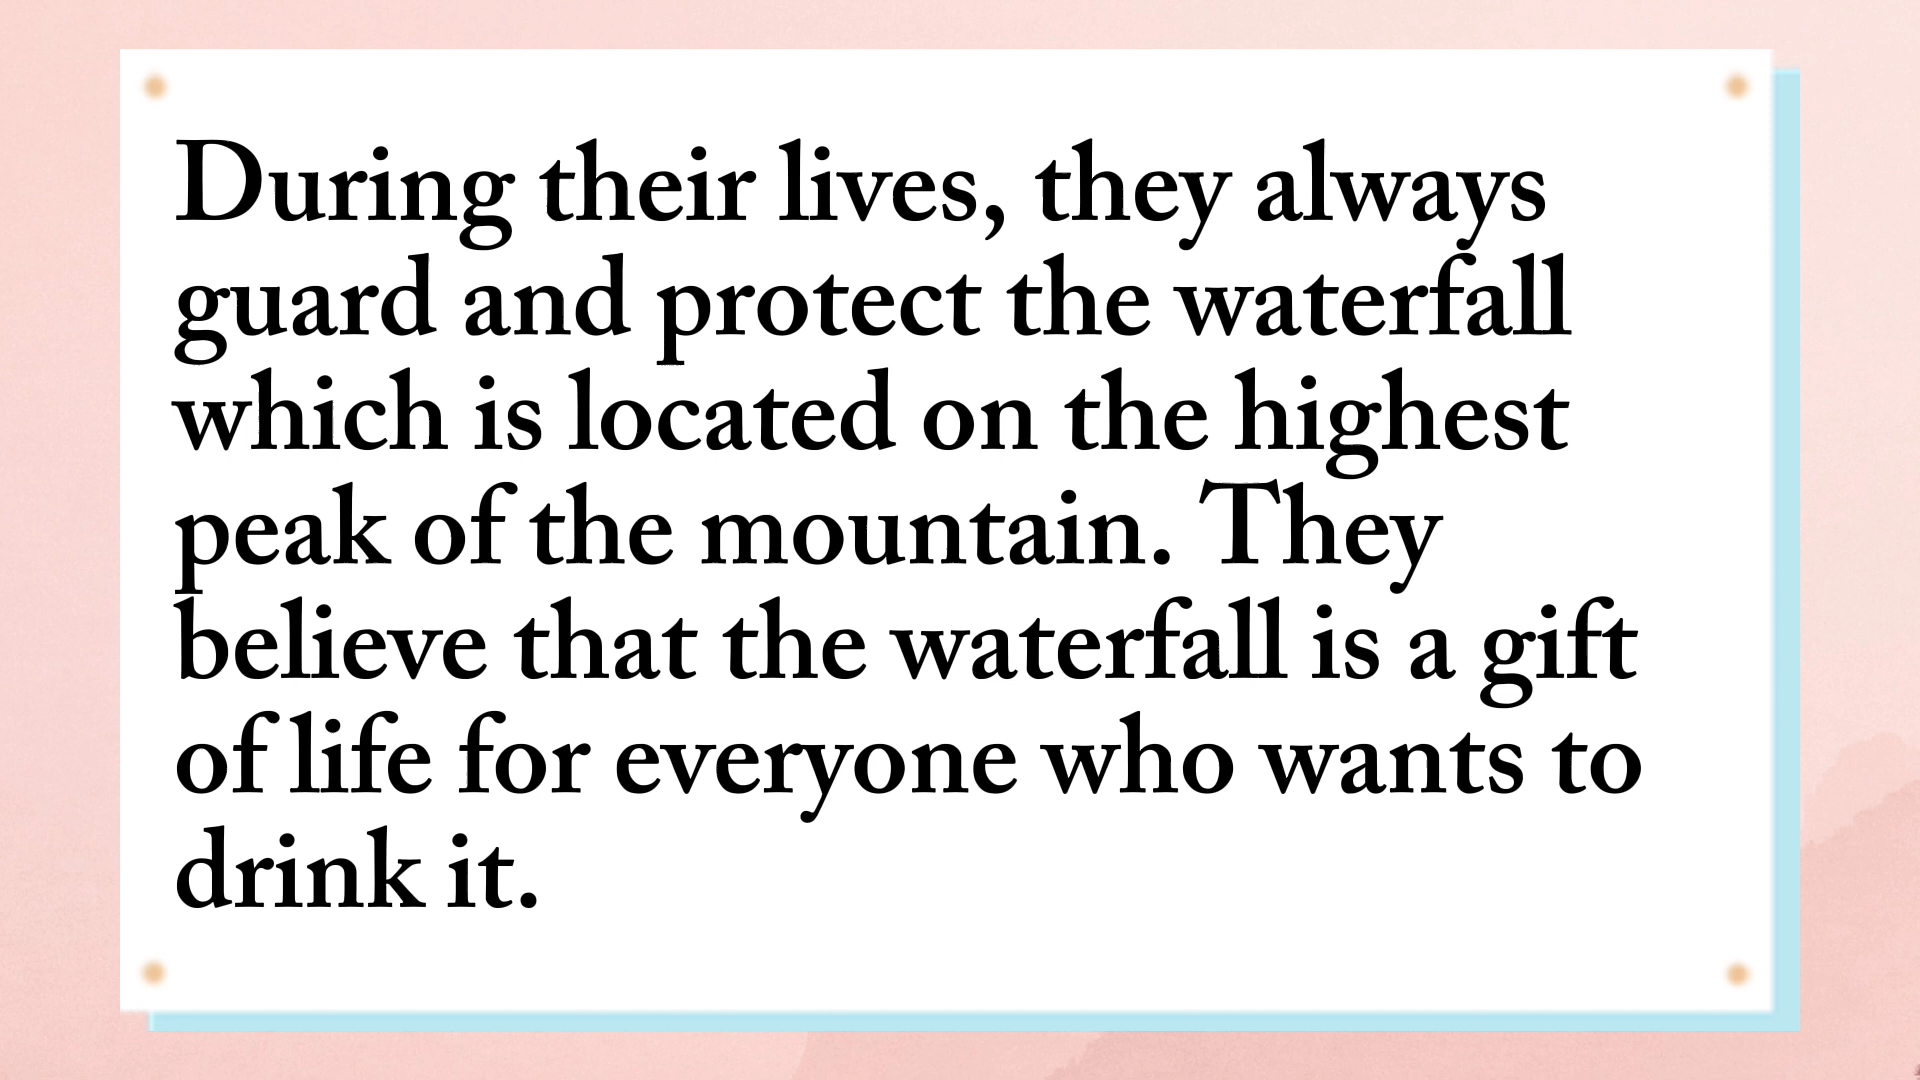 During their lives, they always
guard and protect the waterfall
which is located on the highest
peak of the mountain. They
believe that the waterfall is a gift
of life for everyone who wants to
drink it.